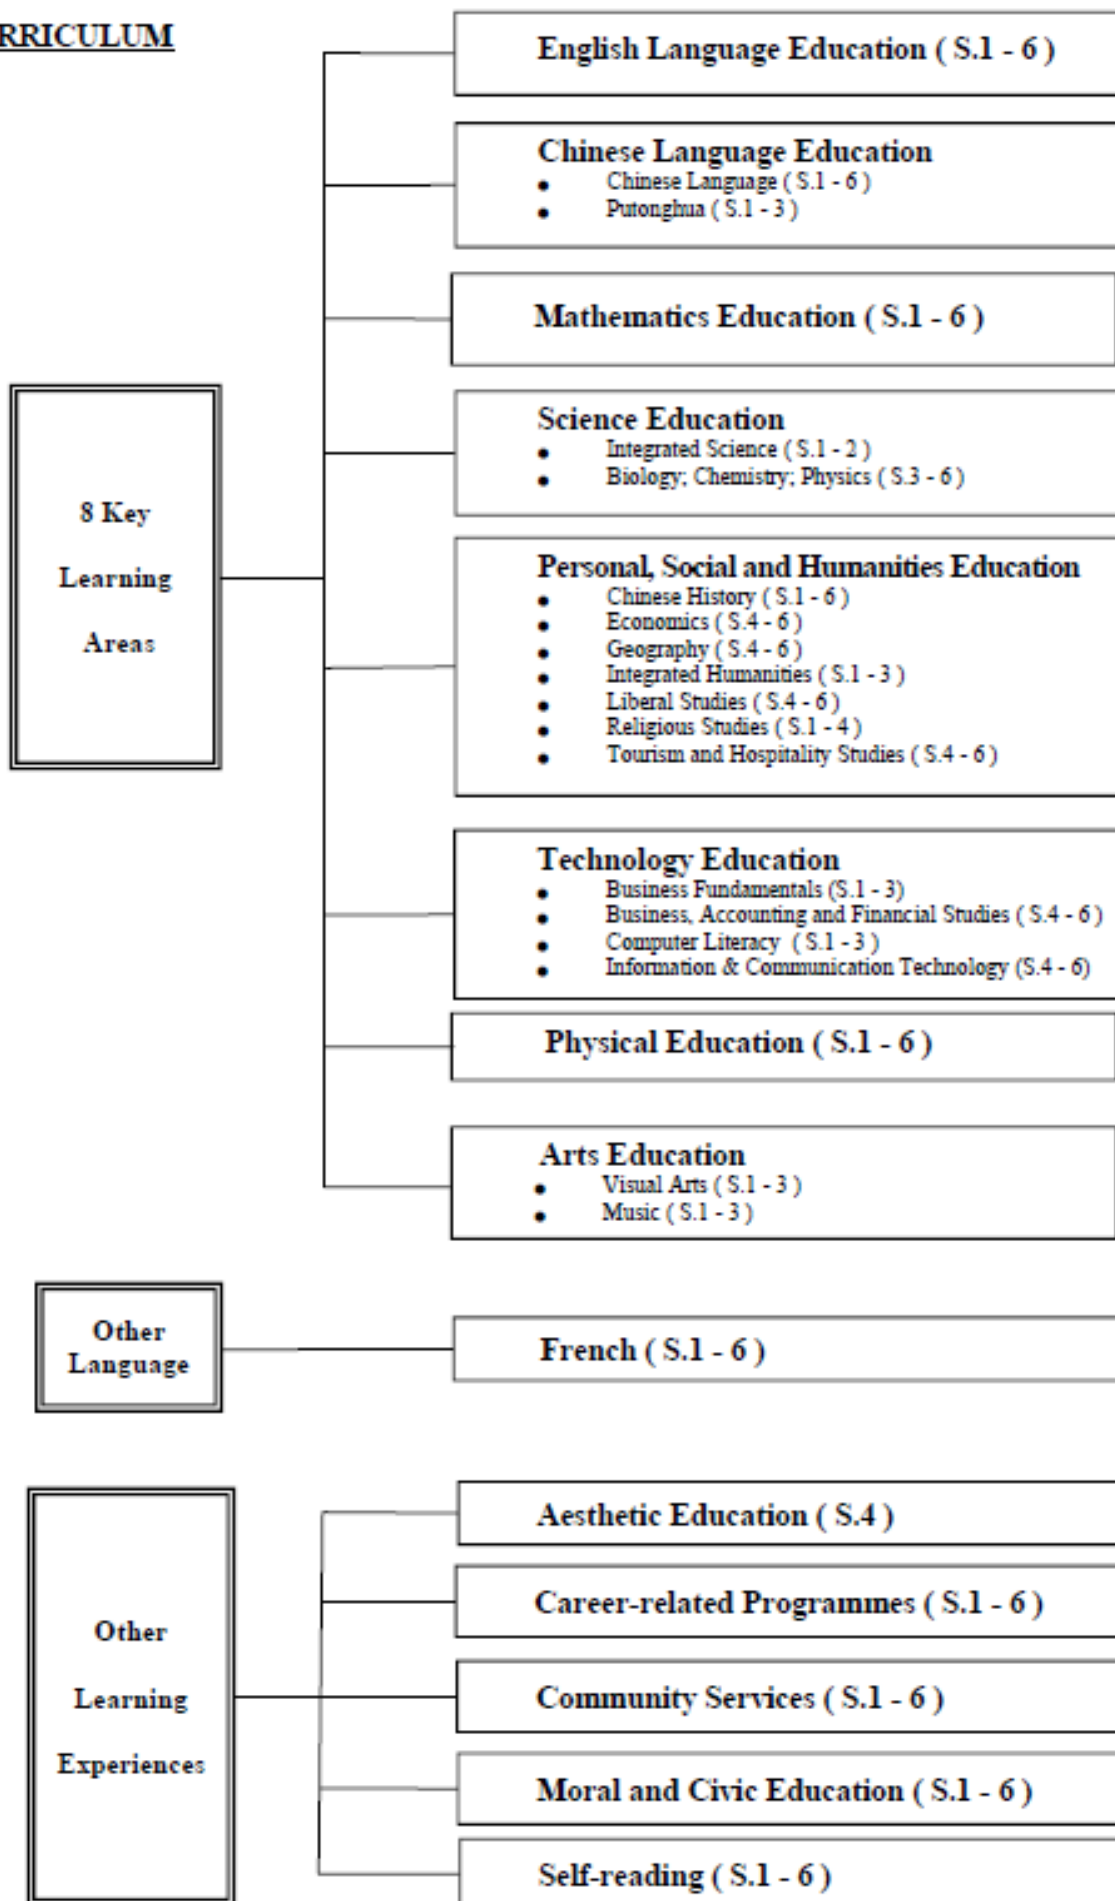 RRICULUM
English Language Education ( S.1 - 6 )
Chinese Language Education
• Chinese Language ( S.1 - 6 )
• Putonghua ( S.1 - 3 )
Mathematics Education ( S.1 - 6 )
Science Education
• Integrated Science ( S.1 - 2 )
• Biology; Chemistry; Physics ( S.3 - 6 )
8 Key
Learning
Areas
Personal, Social and Humanities Education
• Chinese History ( S.1 - 6 )
• Economics ( S.4 - 6 )
• Geography ( S.4 - 6 )
• Integrated Humanities ( S.1 - 3 )
• Liberal Studies ( S.4 - 6 )
• Religious Studies ( S.1 - 4 )
• Tourism and Hospitality Studies ( S.4 - 6 )
Technology Education
• Business Fundamentals (S.1 - 3)
• Business, Accounting and Financial Studies ( S.4 - 6 )
• Computer Literacy ( S.1 - 3 )
• Information & Communication Technology (S.4 - 6)
Physical Education ( S.1 - 6 )
Arts Education
• Visual Arts ( S.1 - 3 )
• Music ( S.1 - 3 )
Other
Language
French ( S.1 - 6 )
Other
Learning
Experiences
Aesthetic Education ( S.4 )
Career-related Programmes ( S.1 - 6 )
Community Services ( S.1 - 6 )
Moral and Civic Education ( S.1 - 6 )
Self-reading ( S.1 - 6 )